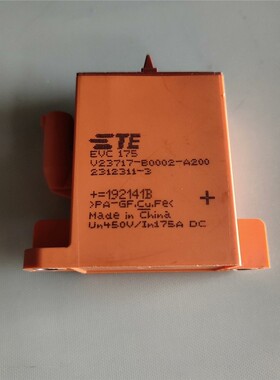 TE
EVC 175
V23717-B0002-A200
2312311-3
+=192141B
+
>PA-GF,Cu,Fe<
Made in China
Un450V/In175A DC